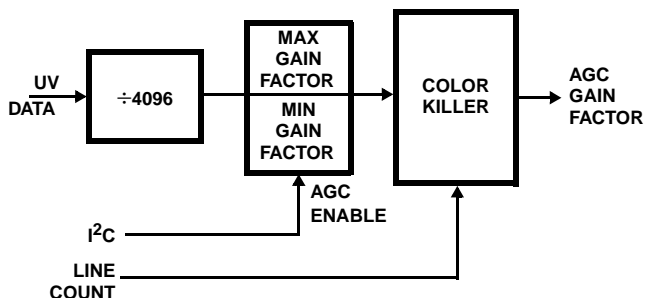 UV
DATA
÷4096
MAX
GAIN
FACTOR
MIN
GAIN
FACTOR
COLOR
KILLER
AGC
GAIN
FACTOR
AGC
ENABLE
I²C
LINE
COUNT